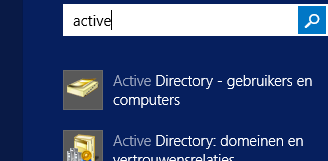 active
Active Directory - gebruikers en
computers
Active Directory: domeinen en
vertrouwensrelaties